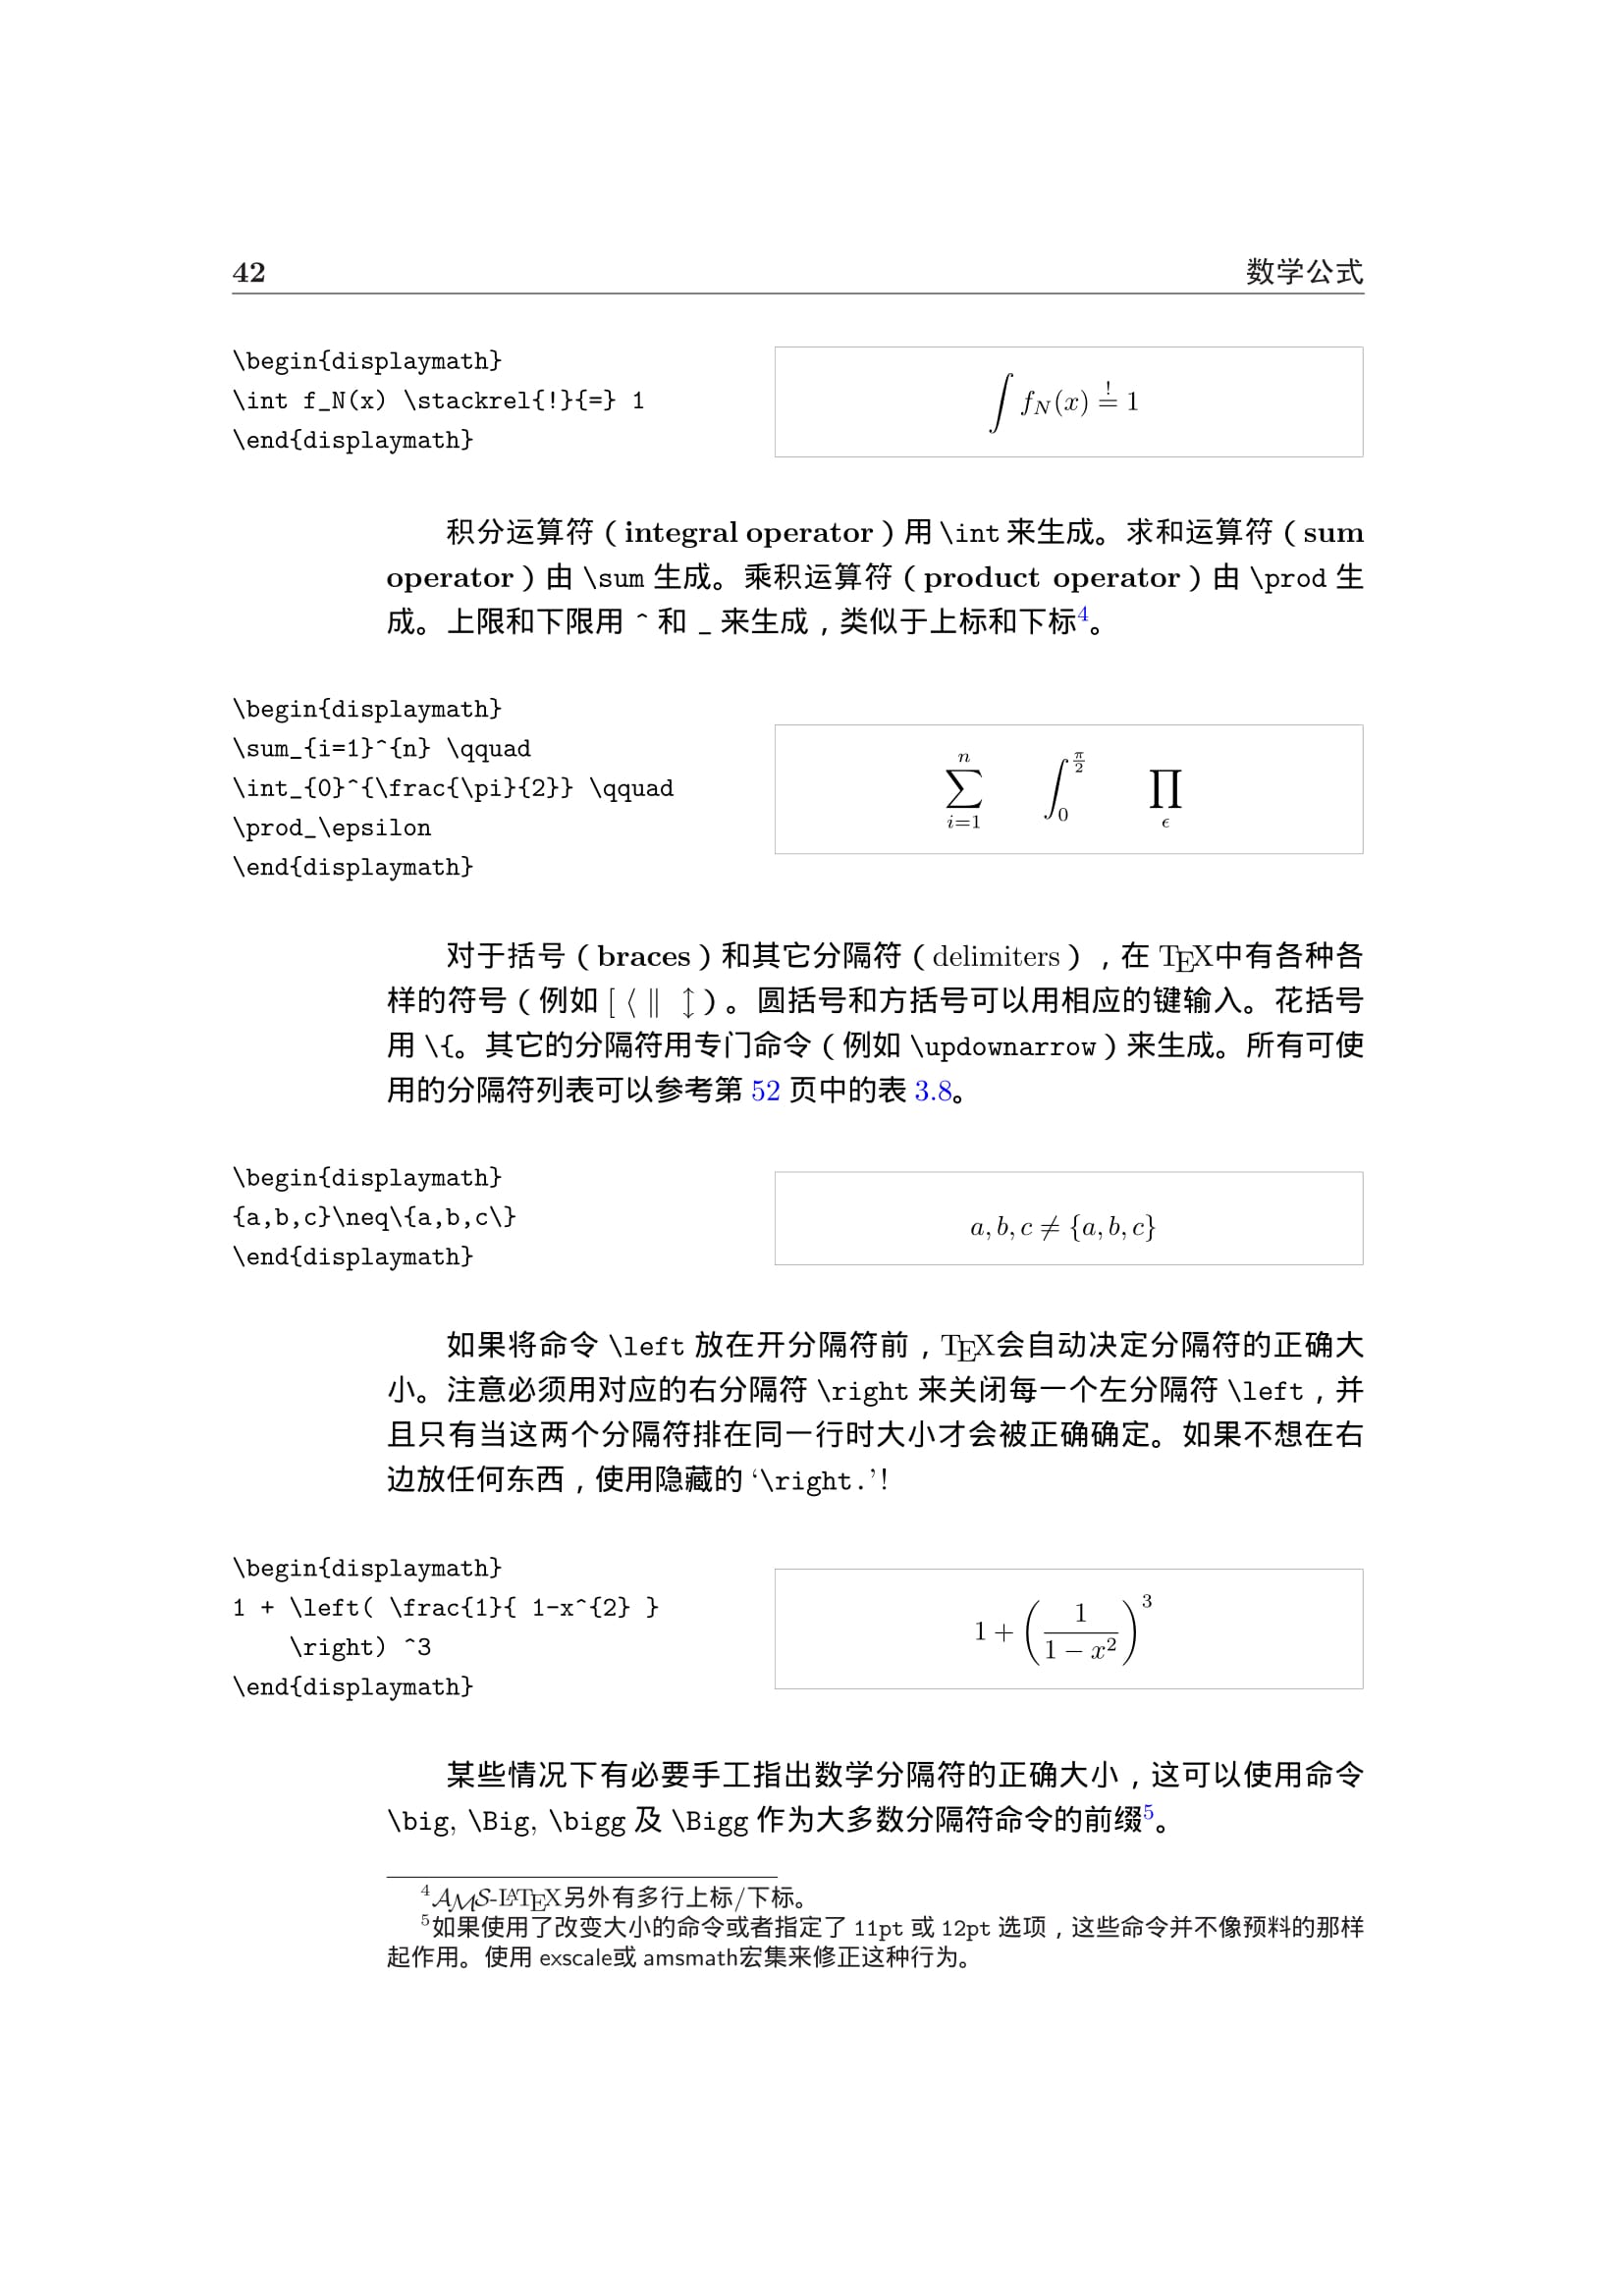 42 数学公式
\begin{displaymath}
\int f_N(x) \stackrel{!}{=} 1
\end{displaymath}
∫ f_N(x) \stackrel{!}{=} 1
积分运算符（integral operator）用 \int 来生成。求和运算符（sum
operator）由 \sum 生成。乘积运算符（product operator）由 \prod 生
成。上限和下限用 ^ 和 _ 来生成，类似于上标和下标⁴。
\begin{displaymath}
\sum_{i=1}^{n} \qquad
\int_{0}^{\frac{\pi}{2}} \qquad
\prod_\epsilon
\end{displaymath}
∑_{i=1}^{n} ∫_{0}^{\frac{π}{2}} ∏_ϵ
对于括号（braces）和其它分隔符（delimiters），在 TEX中有各种各
样的符号（例如 [ ⟨ ∥ ↕）。圆括号和方括号可以用相应的键输入。花括号
用 \{。其它的分隔符用专门命令（例如 \updownarrow）来生成。所有可使
用的分隔符列表可以参考第 52 页中的表 3.8。
\begin{displaymath}
{a,b,c}\neq\{a,b,c\}
\end{displaymath}
a, b, c ≠ {a, b, c}
如果将命令 \left 放在开分隔符前，TEX会自动决定分隔符的正确大
小。注意必须用对应的右分隔符 \right 来关闭每一个左分隔符 \left，并
且只有当这两个分隔符排在同一行时大小才会被正确确定。如果不想在右
边放任何东西，使用隐藏的 ‘\right.’!
\begin{displaymath}
1 + \left( \frac{1}{ 1-x^{2} }
    \right) ^3
\end{displaymath}
1 + (\frac{1}{1 − x²})³
某些情况下有必要手工指出数学分隔符的正确大小，这可以使用命令
\big, \Big, \bigg 及 \Bigg 作为大多数分隔符命令的前缀⁵。
⁴AMS-LATEX另外有多行上标/下标。
⁵如果使用了改变大小的命令或者指定了 11pt 或 12pt 选项，这些命令并不像预料的那样
起作用。使用 exscale或 amsmath宏集来修正这种行为。